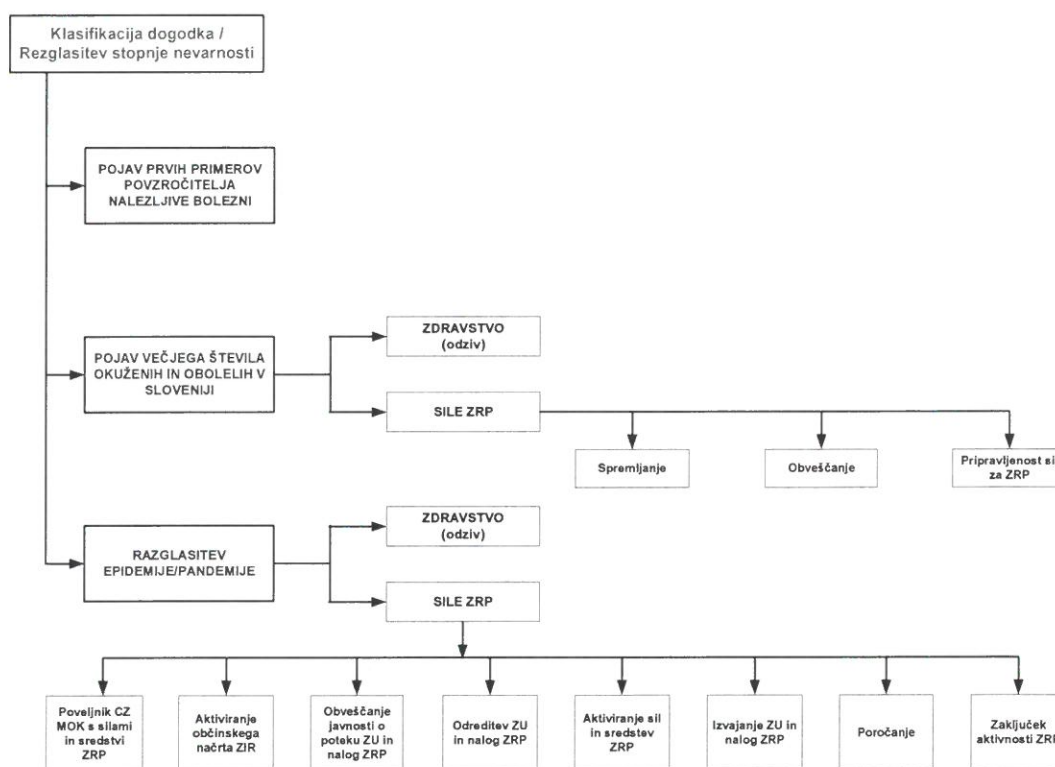 Klasifikacija dogodka /
Rezglasitev stopnje nevarnosti
POJAV PRVIH PRIMEROV
POVZROČITELJA
NALEZLJIVE BOLEZNI
POJAV VEČJEGA ŠTEVILA
OKUŽENIH IN OBOLELIH V
SLOVENIJI
ZDRAVSTVO
(odziv)
SILE ZRP
Spremljanje
Obveščanje
Pripravljenost sil
za ZRP
RAZGLASITEV
EPIDEMIJE/PANDEMIJE
ZDRAVSTVO
(odziv)
SILE ZRP
Poveljnik CZ
MOK s silami
in sredstvi
ZRP
Aktiviranje
občinskega
načrta ZIR
Obveščanje
javnosti o
poteku ZU in
nalog ZRP
Odreditev ZU
in nalog ZRP
Aktiviranje sil
in sredstev
ZRP
Izvajanje ZU in
nalog ZRP
Poročanje
Zaključek
aktivnosti ZRP